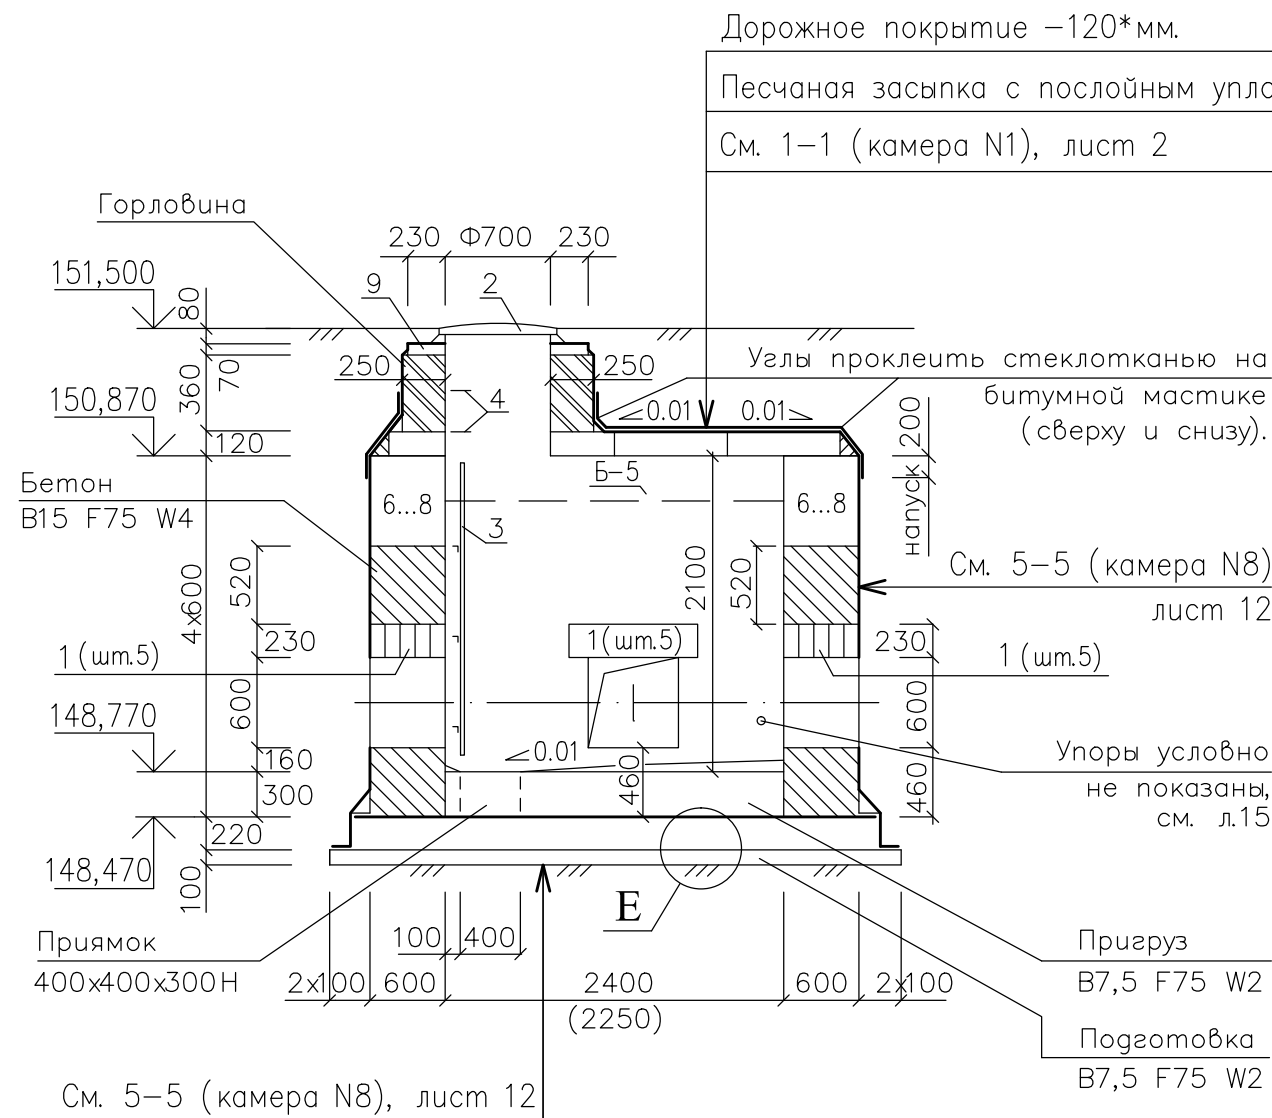 Дорожное покрытие –120*мм.
Песчаная засыпка с послойным упло
См. 1–1 (камера N1), лист 2
Горловина
230 Ф700 230
151,500
80
9
2
70
360
250
250
4
Углы проклеить стеклотканью на
битумной мастике
(сверху и снизу).
0.01 0.01
150,870
120
200
напуск
Б–5
Бетон
В15 F75 W4
6...8
6...8
3
См. 5–5 (камера N8)
лист 12
520
4х600
2100
520
230
230
1 (шт.5)
1(шт.5)
1 (шт.5)
600
600
148,770
160
0.01
Упоры условно
не показаны,
см. л.15
300
460
460
220
148,470
100
Е
Приямок
400х400х300Н
100 400
Пригруз
В7,5 F75 W2
2х100 600 2400 600 2х100
(2250)
Подготовка
В7,5 F75 W2
См. 5–5 (камера N8), лист 12